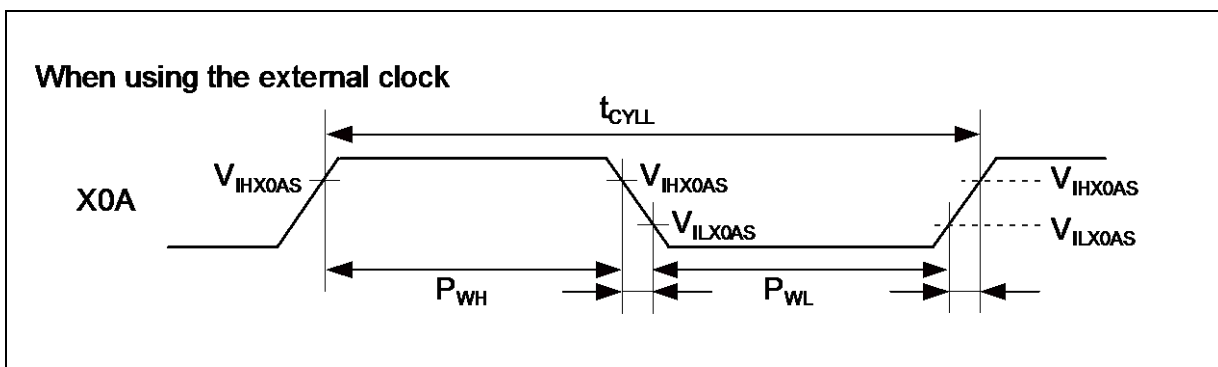 When using the external clock
tCYLL
VIHX0AS
VIHX0AS
VIHX0AS
X0A
VILX0AS
VILX0AS
PWH
PWL